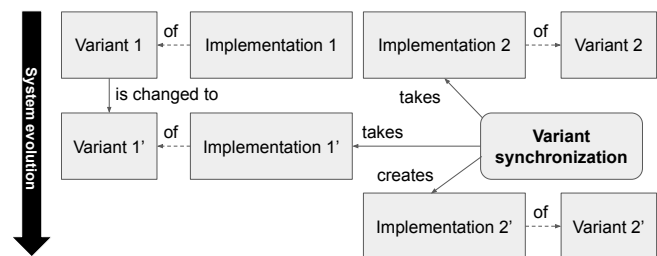 Variant 1
of
Implementation 1
Implementation 2
of
Variant 2
System evolution
is changed to
takes
Variant 1'
of
Implementation 1'
takes
Variant
synchronization
creates
Implementation 2'
of
Variant 2'